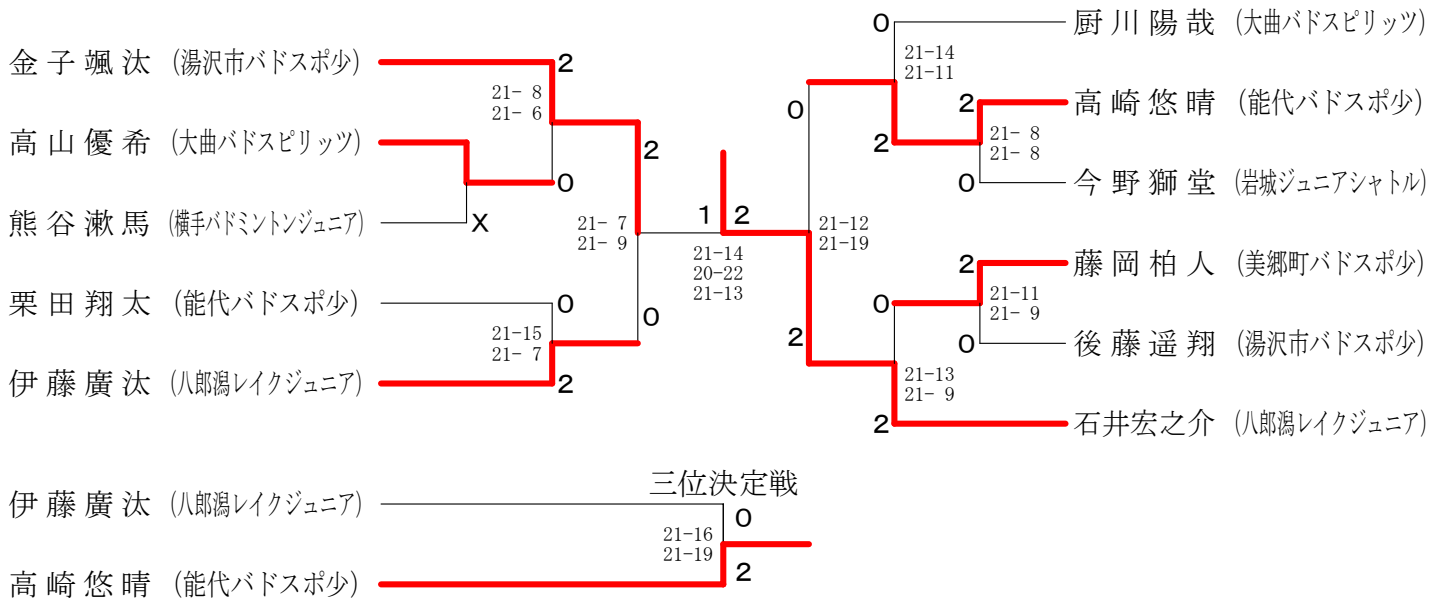 金子颯汰 (湯沢市バドスポ少)
2
21- 8
21- 6
高山優希 (大曲バドスピリッツ)
0
2
熊谷漱馬 (横手バドミントンジュニア)
X
21- 7
21- 9
栗田翔太 (能代バドスポ少)
0
0
21-15
21- 7
伊藤廣汰 (八郎潟レイクジュニア)
2
1
2
21-14
20-22
21-13
0
厨川陽哉 (大曲バドスピリッツ)
21-14
21-11
0
2
高崎悠晴 (能代バドスポ少)
2
21- 8
21- 8
0
今野獅堂 (岩城ジュニアシャトル)
21-12
21-19
2
藤岡柏人 (美郷町バドスポ少)
0
21-11
21- 9
2
0
後藤遥翔 (湯沢市バドスポ少)
21-13
21- 9
2
石井宏之介 (八郎潟レイクジュニア)
三位決定戦
伊藤廣汰 (八郎潟レイクジュニア)
0
21-16
21-19
2
高崎悠晴 (能代バドスポ少)